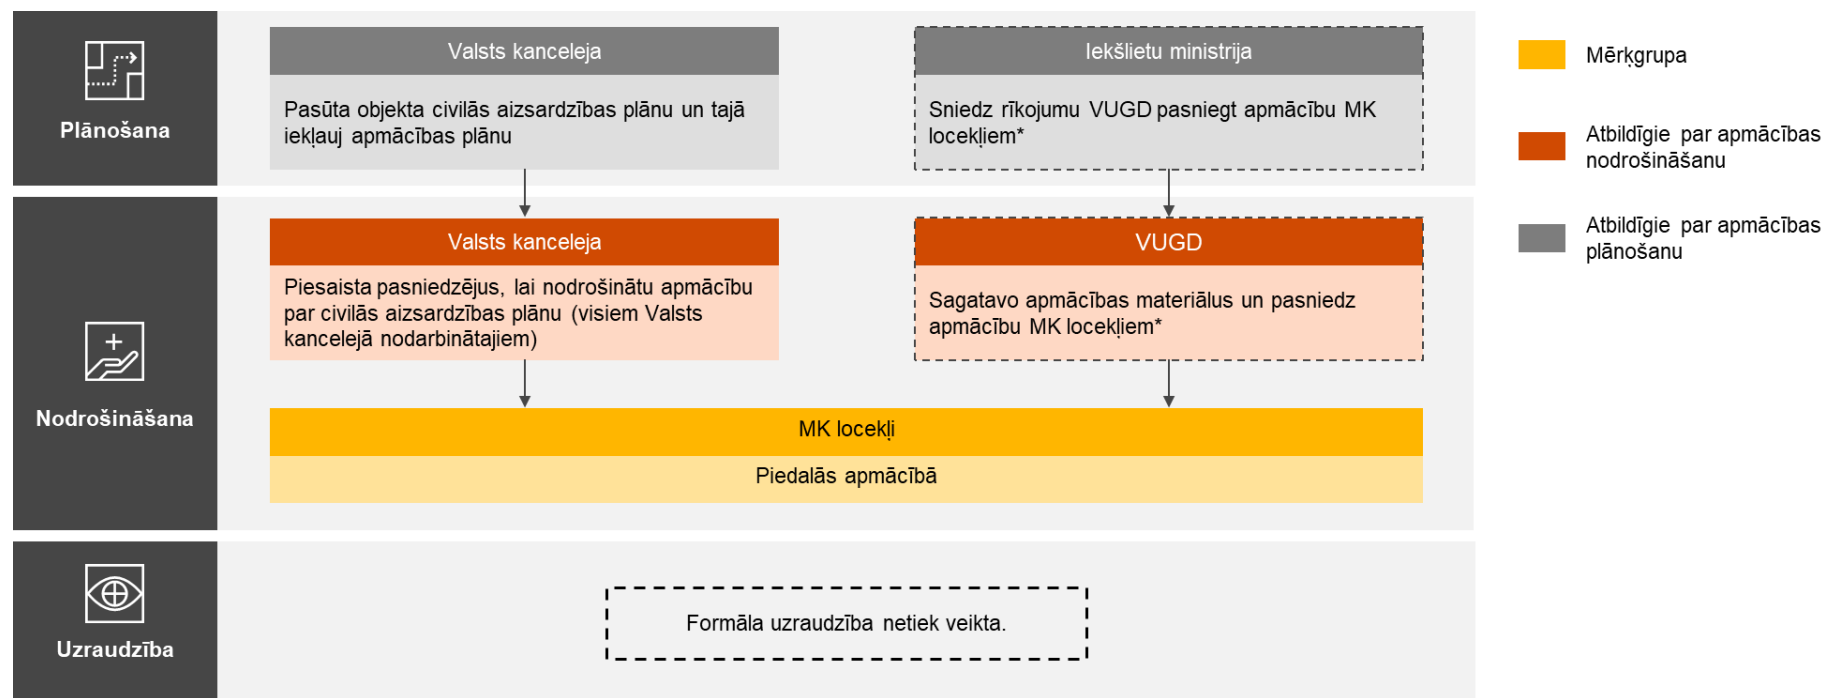 Plānošana
Valsts kanceleja
Pasūta objekta civilās aizsardzības plānu un tajā
iekļauj apmācības plānu
Iekšlietu ministrija
Sniedz rīkojumu VUGD pasniegt apmācību MK
locekļiem*
Nodrošināšana
Valsts kanceleja
Piesaista pasniedzējus, lai nodrošinātu apmācību
par civilās aizsardzības plānu (visiem Valsts
kancelejā nodarbinātajiem)
VUGD
Sagatavo apmācības materiālus un pasniedz
apmācību MK locekļiem*
MK locekļi
Piedalās apmācībā
Uzraudzība
Formāla uzraudzība netiek veikta.
Mērķgrupa
Atbildīgie par apmācības
nodrošināšanu
Atbildīgie par apmācības
plānošanu